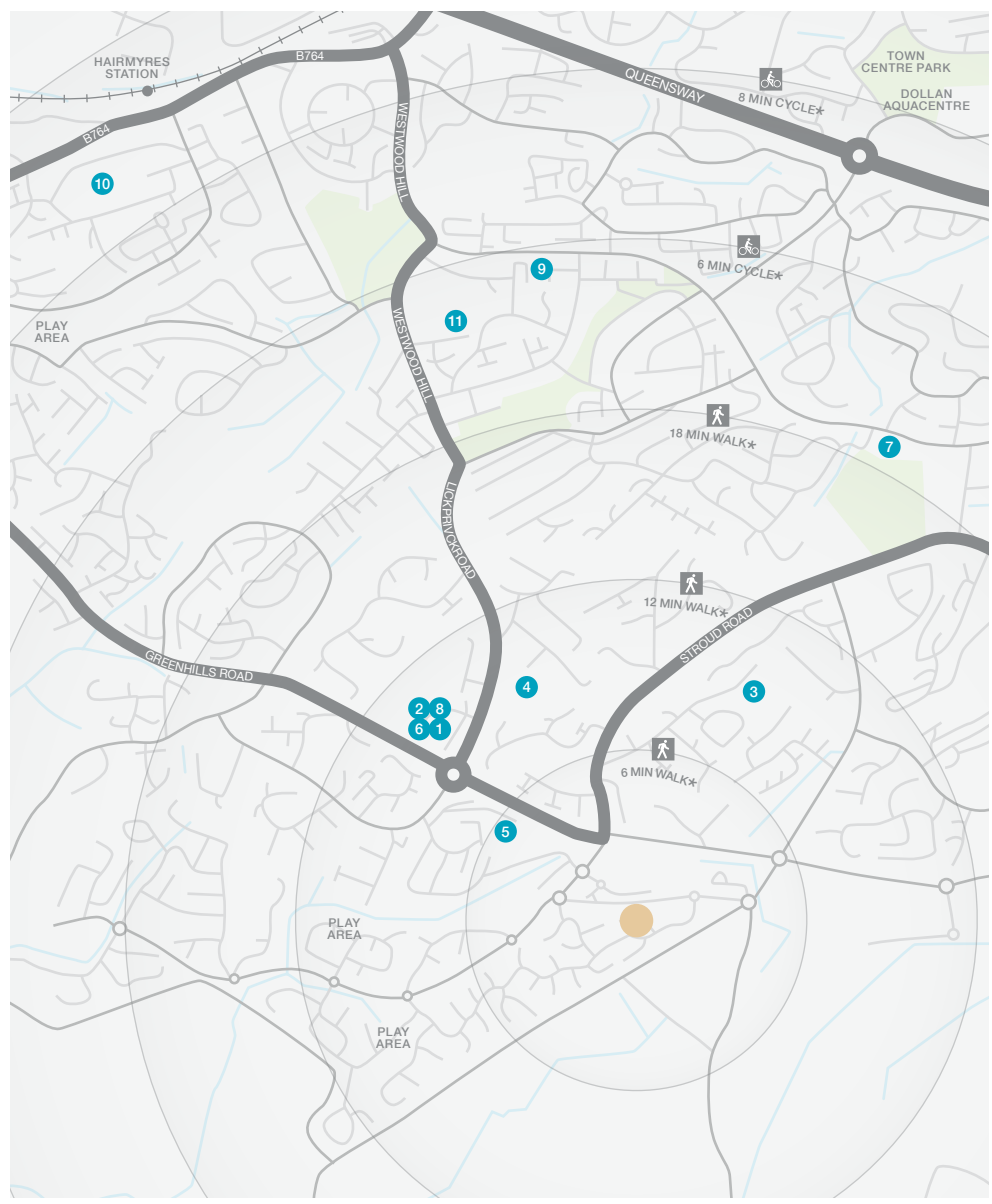 HAIRMYRES
STATION
B764
B764
WESTWOOD HILL
QUEENSWAY
8 MIN CYCLE*
TOWN
CENTRE PARK
DOLLAN
AQUACENTRE
10
6 MIN CYCLE*
9
11
PLAY
AREA
WESTWOOD HILL
18 MIN WALK*
7
LICKPRIVICK ROAD
12 MIN WALK*
STROUD ROAD
GREENHILLS ROAD
4
3
2
8
6
1
6 MIN WALK*
5
PLAY
AREA
PLAY
AREA